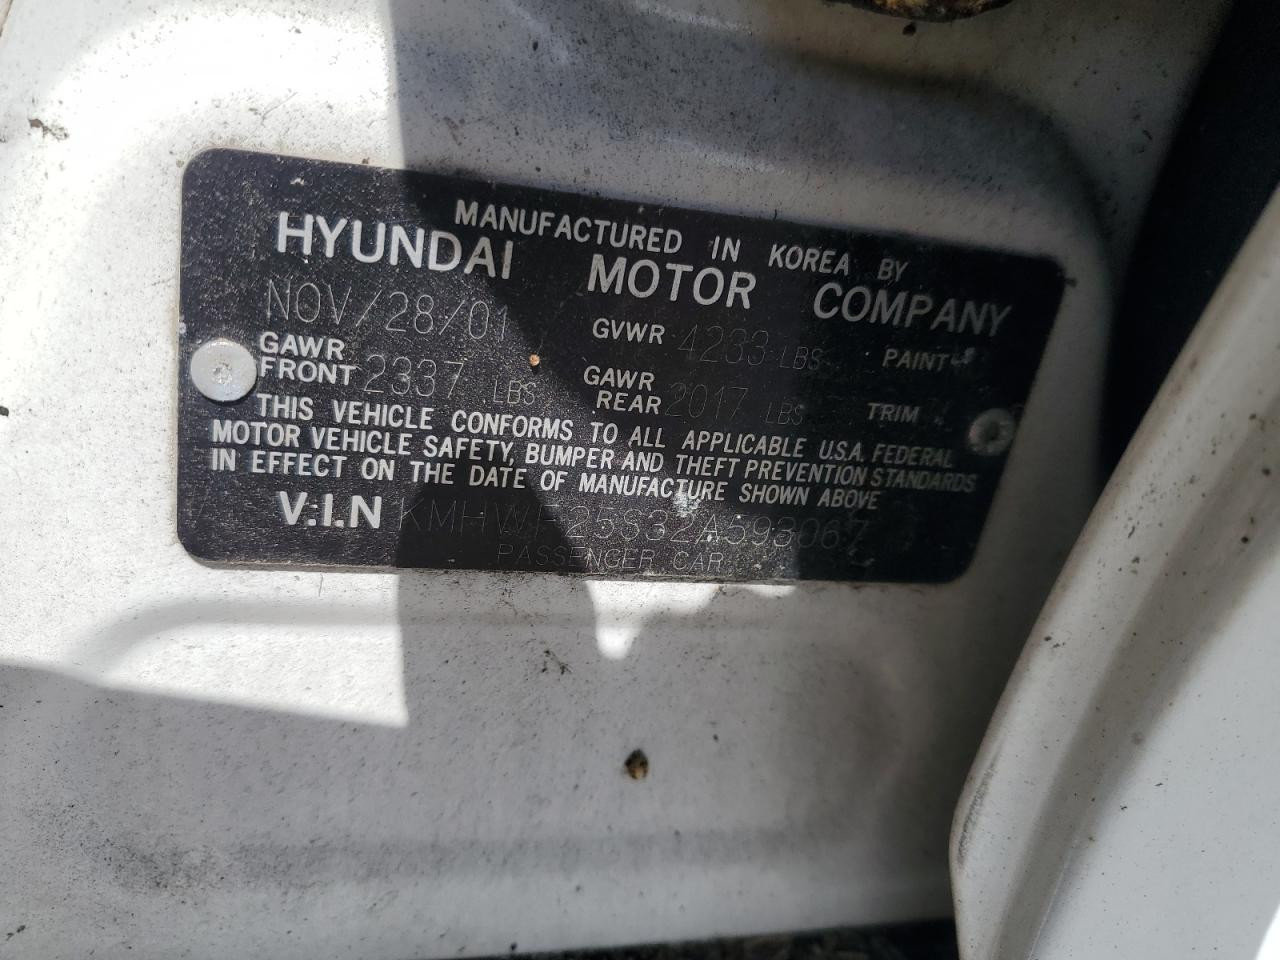 MANUFACTURED IN KOREA BY
HYUNDAI MOTOR COMPANY
NOV/28/01 GVWR 4233 LBS PAINT
GAWR FRONT 2337 LBS GAWR REAR 2017 LBS TRIM
THIS VEHICLE CONFORMS TO ALL APPLICABLE U.S.A. FEDERAL
MOTOR VEHICLE SAFETY, BUMPER AND THEFT PREVENTION STANDARDS
IN EFFECT ON THE DATE OF MANUFACTURE SHOWN ABOVE
V.I.N KMHWF25S32A593067
PASSENGER CAR